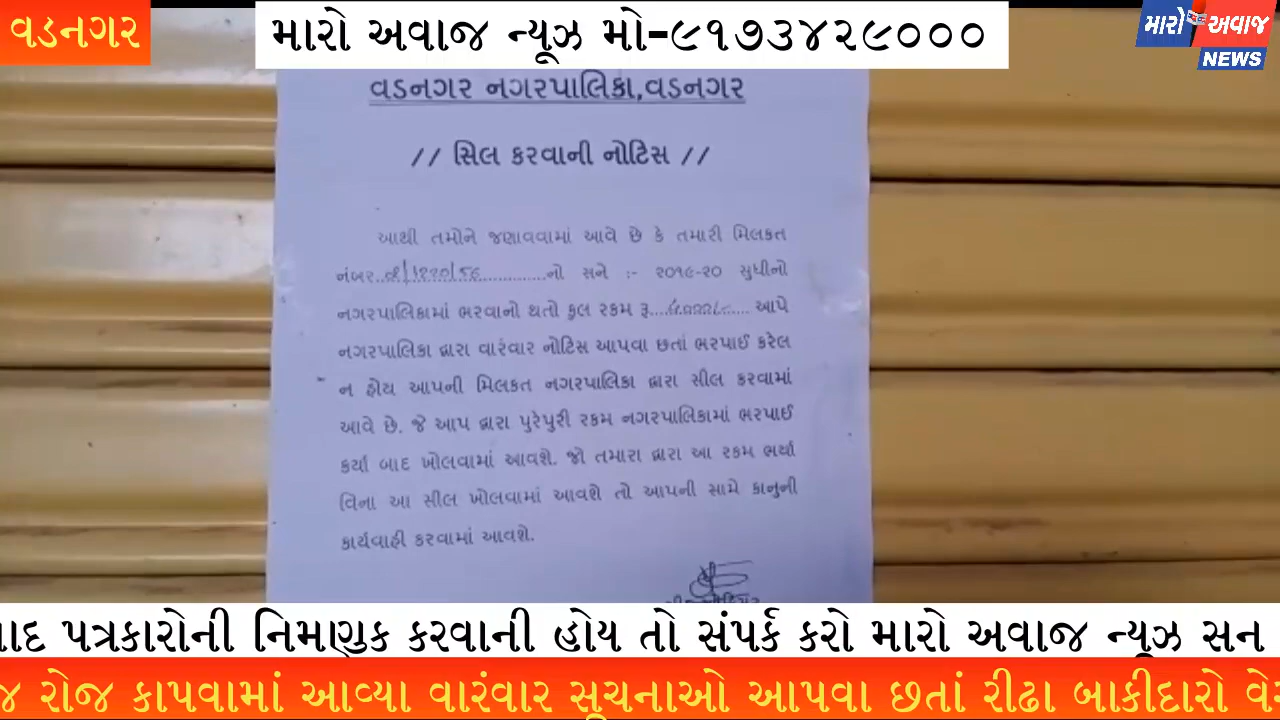 વડનગર
મારો અવાજ ન્યૂઝ મો-૯૧૭૩૪૨૯૦૦૦
મારો અવાજ
NEWS
વડનગર નગરપાલિકા,વડનગર
// સિલ કરવાની નોટિસ //
આથી તમોને જણાવવામાં આવે છે કે તમારી મિલકત
નંબર નો સને :- ૨૦૧૯-૨૦ સુધીનો
નગરપાલિકામાં ભરવાનો થતો કુલ રકમ રૂ. આપે
નગરપાલિકા દ્વારા વારંવાર નોટિસ આપવા છતાં ભરપાઈ કરેલ
ન હોય આપની મિલકત નગરપાલિકા દ્વારા સીલ કરવામાં
આવે છે. જે આપ દ્વારા પુરેપુરી રકમ નગરપાલિકામાં ભરપાઈ
કર્યા બાદ ખોલવામાં આવશે. જો તમારા દ્વારા આ રકમ ભર્યા
વિના આ સીલ ખોલવામાં આવશે તો આપની સામે કાનુની
કાર્યવાહી કરવામાં આવશે.
પત્રકારોની નિમણુક કરવાની હોય તો સંપર્ક કરો મારો અવાજ ન્યૂઝ સન
રોજ કાપવામાં આવ્યા વારંવાર સૂચનાઓ આપવા છતાં રીઢા બાકીદારો